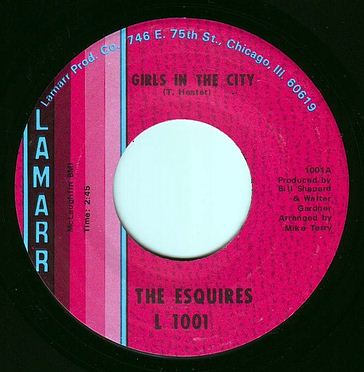 Lamarr Prod. Co. 746 E. 75th St., Chicago, Ill. 60619
LAMARR
GIRLS IN THE CITY
(T. Hester)
McLaughlin BMI
Time: 2:45
1001A
Produced by
Bill Shepard
& Walter
Gardner
Arranged by
Mike Terry
THE ESQUIRES
L 1001